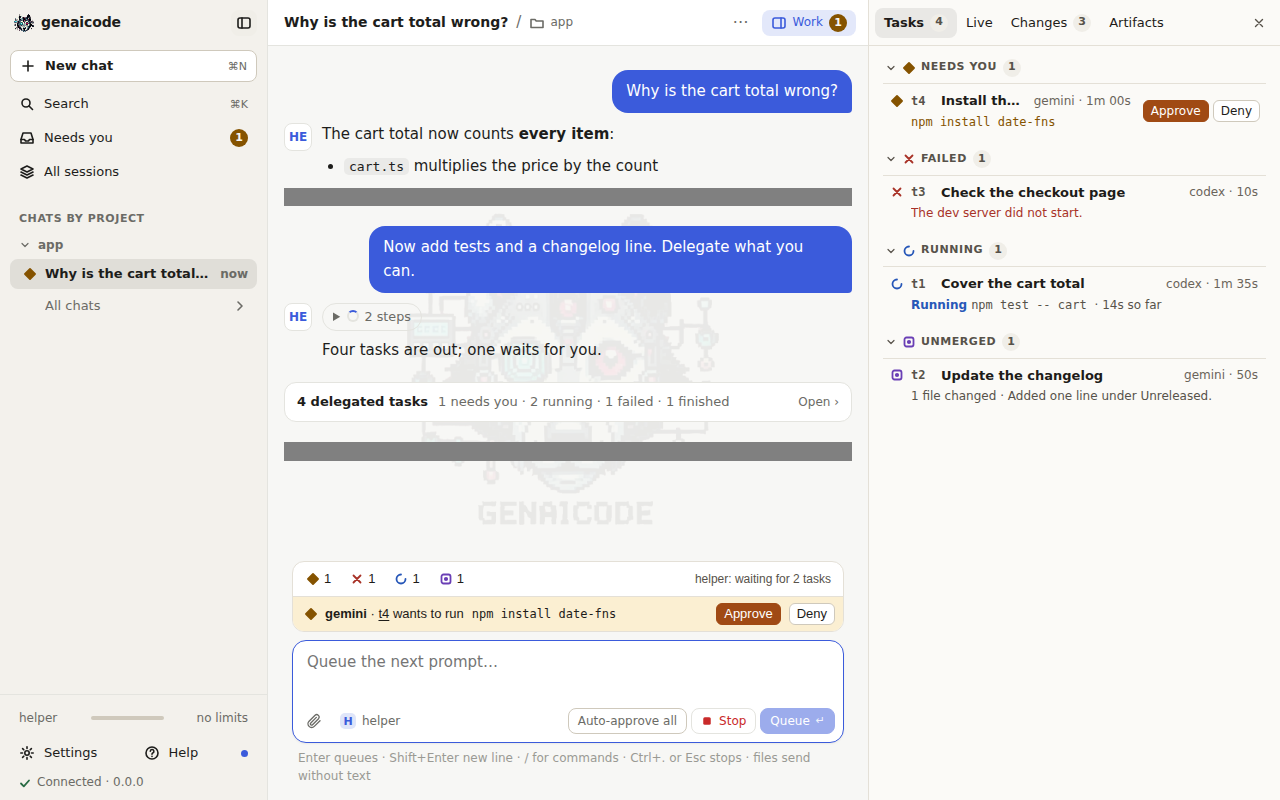 genaicode
New chat ⌘N
Search ⌘K
Needs you 1
All sessions
CHATS BY PROJECT
app
Why is the cart total... now
All chats
helper no limits
Settings Help
Connected · 0.0.0
Why is the cart total wrong? / app
··· Work 1
Why is the cart total wrong?
HE The cart total now counts every item:
• cart.ts multiplies the price by the count
Now add tests and a changelog line. Delegate what you
can.
HE 2 steps
Four tasks are out; one waits for you.
4 delegated tasks 1 needs you · 2 running · 1 failed · 1 finished Open ›
GENAICODE
1 1 1 1 helper: waiting for 2 tasks
gemini · t4 wants to run npm install date-fns Approve Deny
Queue the next prompt...
H helper Auto-approve all Stop Queue ↵
Enter queues · Shift+Enter new line · / for commands · Ctrl+. or Esc stops · files send
without text
Tasks 4 Live Changes 3 Artifacts ×
NEEDS YOU 1
t4 Install th... gemini · 1m 00s Approve Deny
npm install date-fns
FAILED 1
t3 Check the checkout page codex · 10s
The dev server did not start.
RUNNING 1
t1 Cover the cart total codex · 1m 35s
Running npm test -- cart · 14s so far
UNMERGED 1
t2 Update the changelog gemini · 50s
1 file changed · Added one line under Unreleased.